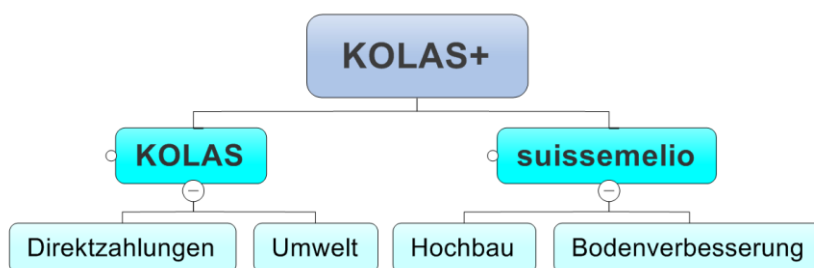 KOLAS+
KOLAS
suissemelio
Direktzahlungen
Umwelt
Hochbau
Bodenverbesserung